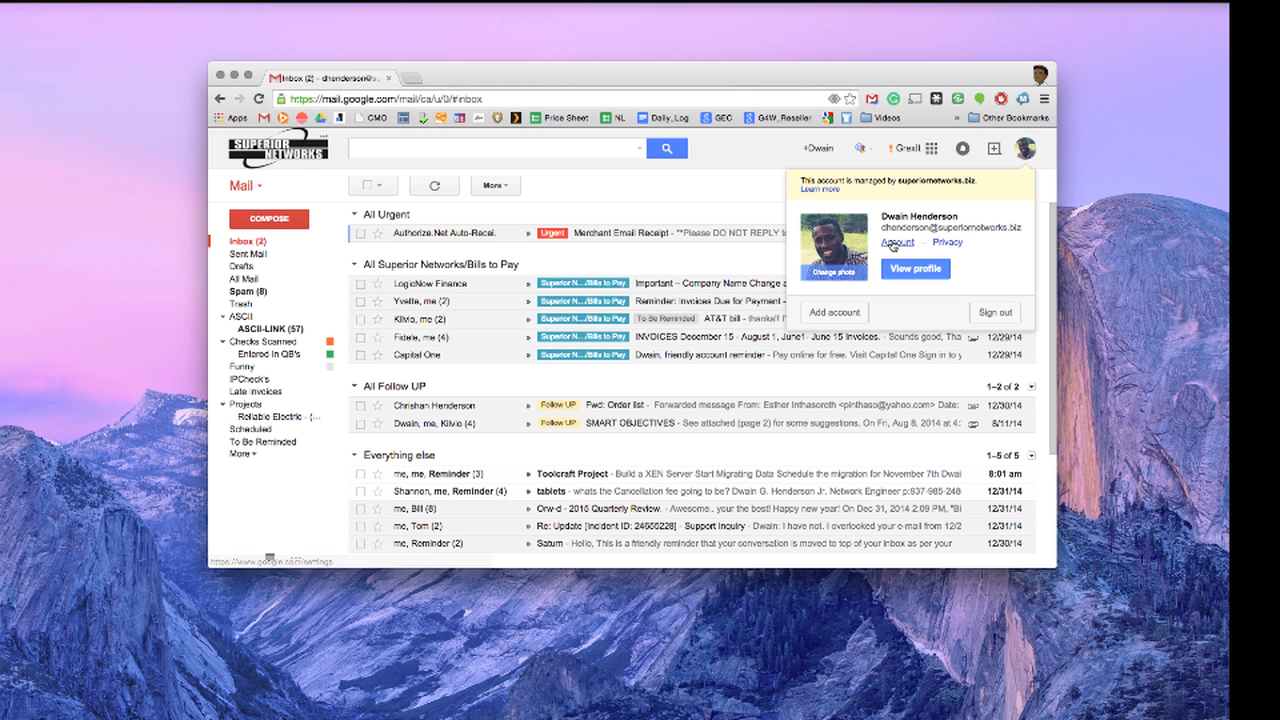 Inbox (2) - dhenderson@s
https://mail.google.com/mail/ca/u/0/#inbox
Apps CMO Price Sheet NL Daily_Log GEC G4W_Reseller Videos » Other Bookmarks
SUPERIOR NETWORKS
+Dwain
This account is managed by superiornetworks.biz.
Learn more
Dwain Henderson
dhenderson@superiornetworks.biz
Account – Privacy
Change photo
View profile
Add account Sign out
Mail
More
COMPOSE
Inbox (2)
Sent Mail
Drafts
All Mail
Spam (8)
Trash
ASCII
ASCII-LINK (57)
Checks Scanned
Entered In QB's
Funny
IPCheck's
Late Invoices
Projects
Reliable Electric - (...
Scheduled
To Be Reminded
More
All Urgent
Authorize.Net Auto-Recei. » Urgent Merchant Email Receipt - **Please DO NOT REPLY to
All Superior Networks/Bills to Pay
LogicNow Finance » Superior N.../Bills to Pay Important – Company Name Change a
Yvette, me (2) » Superior N.../Bills to Pay Reminder: Invoices Due for Payment -
Klivio, me (2) » Superior N.../Bills to Pay To Be Reminded AT&T bill - thanks!!
Fidele, me (4) » Superior N.../Bills to Pay INVOICES December 15 - August 1, June1- June 15 Invoices. - Sounds good, Tha 12/29/14
Capital One » Superior N.../Bills to Pay Dwain, friendly account reminder - Pay online for free. Visit Capital One Sign in to y 12/29/14
All Follow UP 1–2 of 2
Chrishan Henderson » Follow UP Fwd: Order list - Forwarded message From: Esther Inthasoroth <pinthaso@yahoo.com> Date: 12/30/14
Dwain, me, Kilvio (4) » Follow UP SMART OBJECTIVES - See attached (page 2) for some suggestions. On Fri, Aug 8, 2014 at 4: 8/11/14
Everything else 1–5 of 5
me, me, Reminder (3) » Toolcraft Project - Build a XEN Server Start Migrating Data Schedule the migration for November 7th Dwai 8:01 am
Shannon, me, Reminder (4) » tablets - whats the Cancellation fee going to be? Dwain G. Henderson Jr. Network Engineer p:937-985-248 12/31/14
me, Bill (8) » Orw-d - 2015 Quarterly Review. - Awesome.. your the best! Happy new year! On Dec 31, 2014 2:09 PM, "Bi 12/31/14
me, Tom (2) » Re: Update [Incident ID: 24655228] - Support Inquiry - Dwain: I have not. I overlooked your e-mail from 12/2 12/31/14
me, Reminder (2) » Saturn - Hello, This is a friendly reminder that your conversation is moved to top of your inbox as per your 12/30/14
https://www.google.com/settings